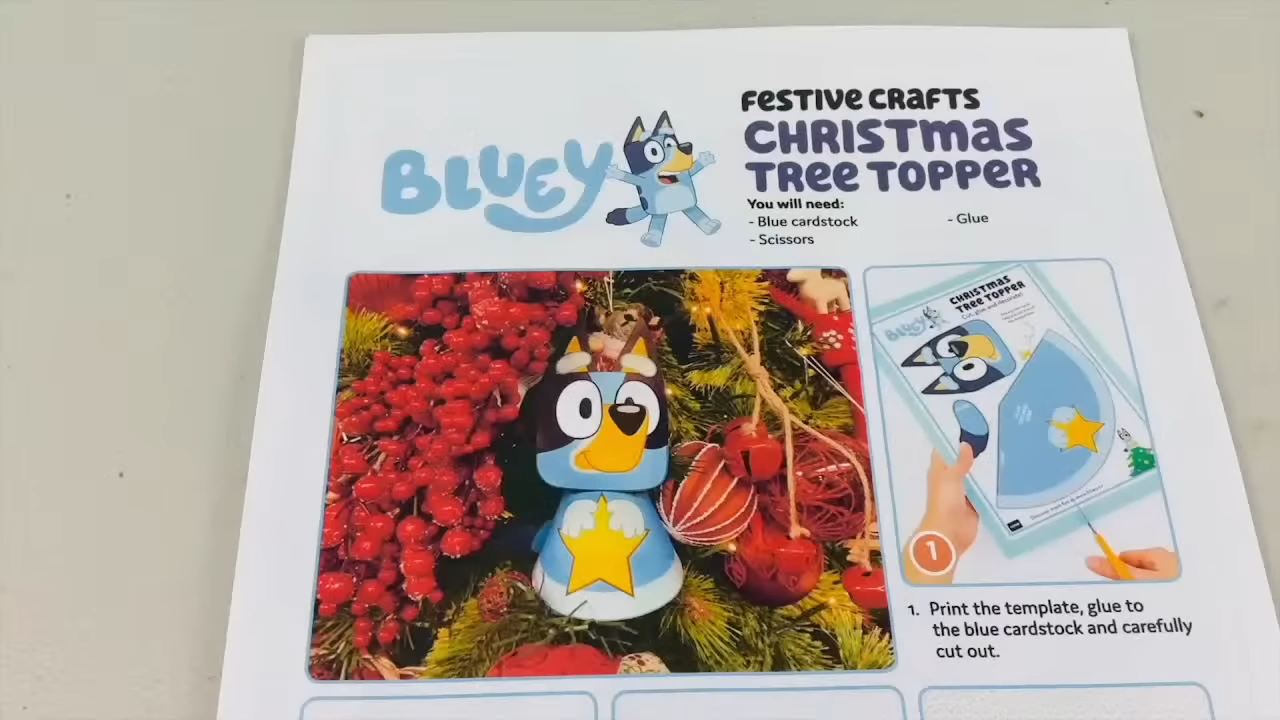 BLUEY
FESTIVE CRAFTS
CHRISTMAS
TREE TOPPER
You will need:
- Blue cardstock
- Glue
- Scissors
CHRISTMAS
TREE TOPPER
BLUEY
1
1. Print the template, glue to
the blue cardstock and carefully
cut out.